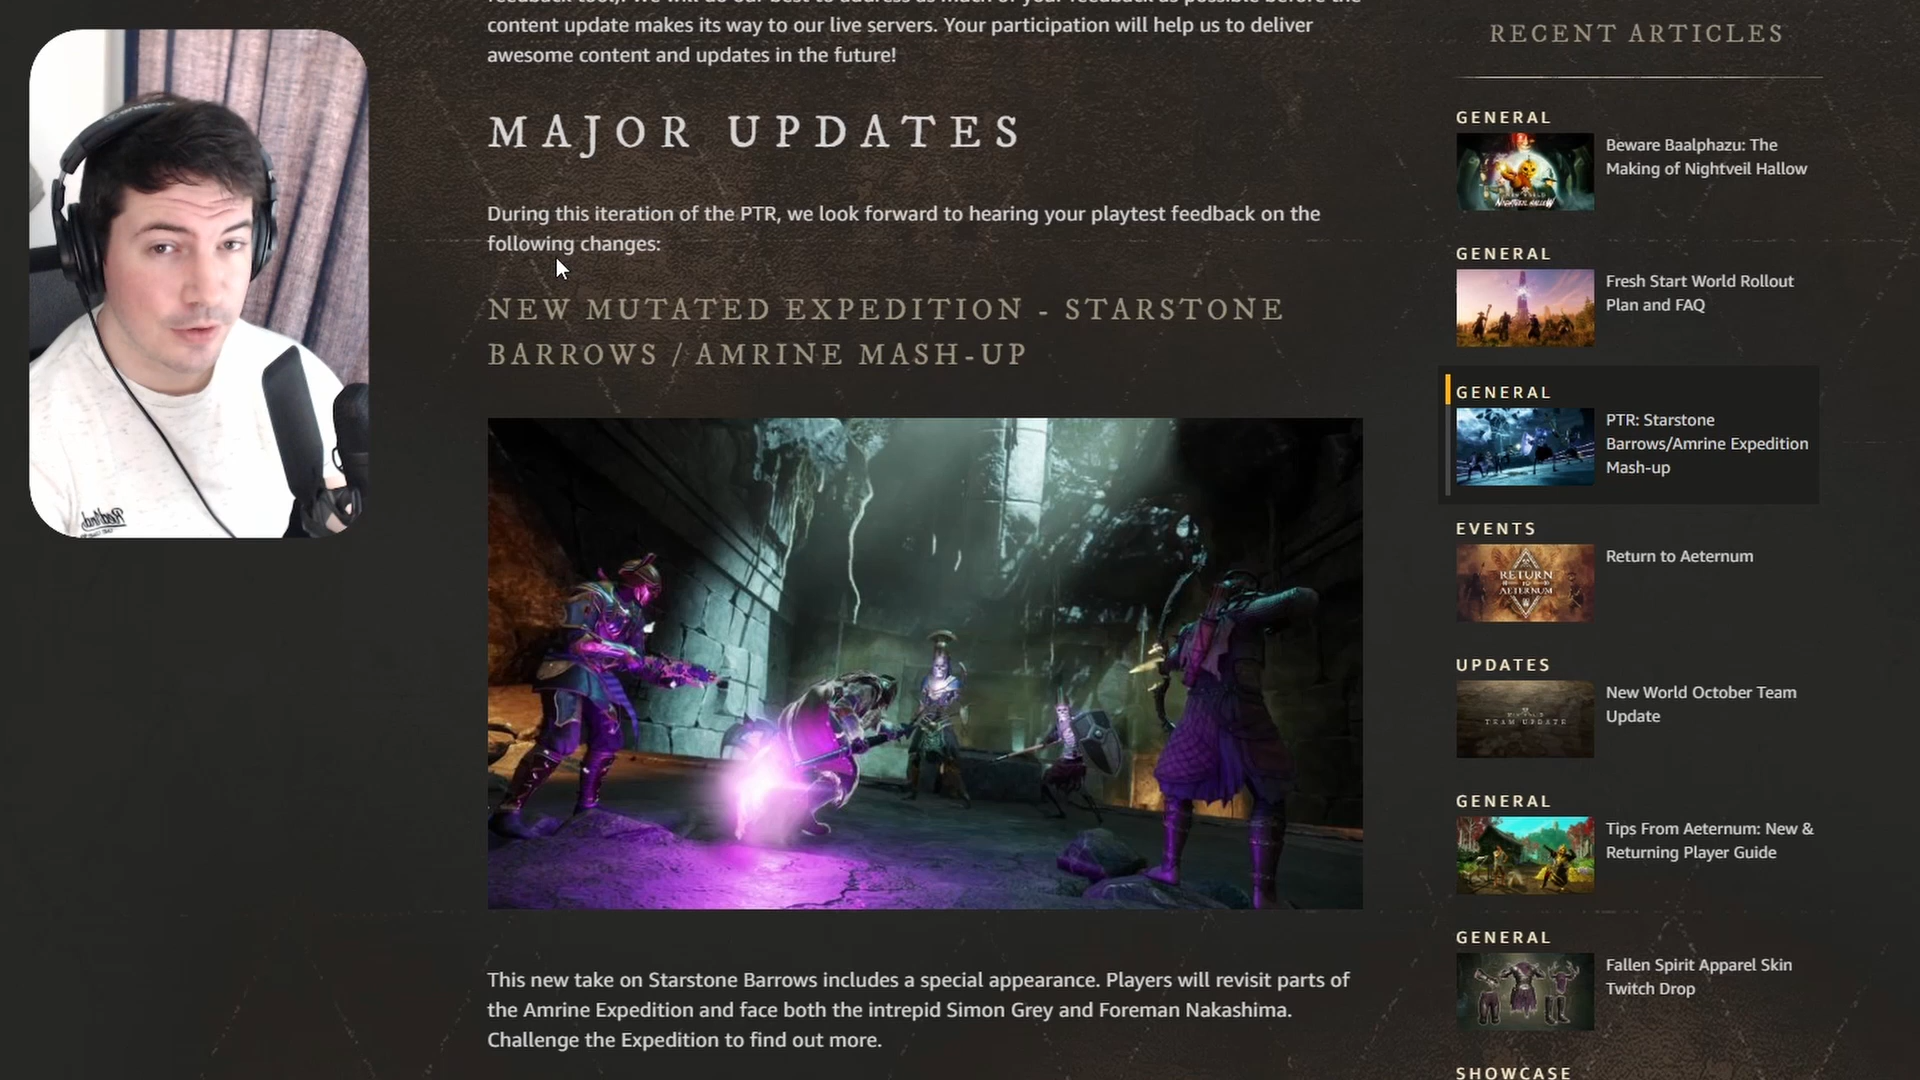 content update makes its way to our live servers. Your participation will help us to deliver
awesome content and updates in the future!
MAJOR UPDATES
During this iteration of the PTR, we look forward to hearing your playtest feedback on the
following changes:
NEW MUTATED EXPEDITION - STARSTONE
BARROWS / AMRINE MASH-UP
This new take on Starstone Barrows includes a special appearance. Players will revisit parts of
the Amrine Expedition and face both the intrepid Simon Grey and Foreman Nakashima.
Challenge the Expedition to find out more.
RECENT ARTICLES
GENERAL
NIGHTVEIL HALLOW
Beware Baalphazu: The
Making of Nightveil Hallow
GENERAL
Fresh Start World Rollout
Plan and FAQ
GENERAL
PTR: Starstone
Barrows/Amrine Expedition
Mash-up
EVENTS
RETURN
TO
AETERNUM
Return to Aeternum
UPDATES
TEAM UPDATE
New World October Team
Update
GENERAL
Tips From Aeternum: New &
Returning Player Guide
GENERAL
Fallen Spirit Apparel Skin
Twitch Drop
SHOWCASE